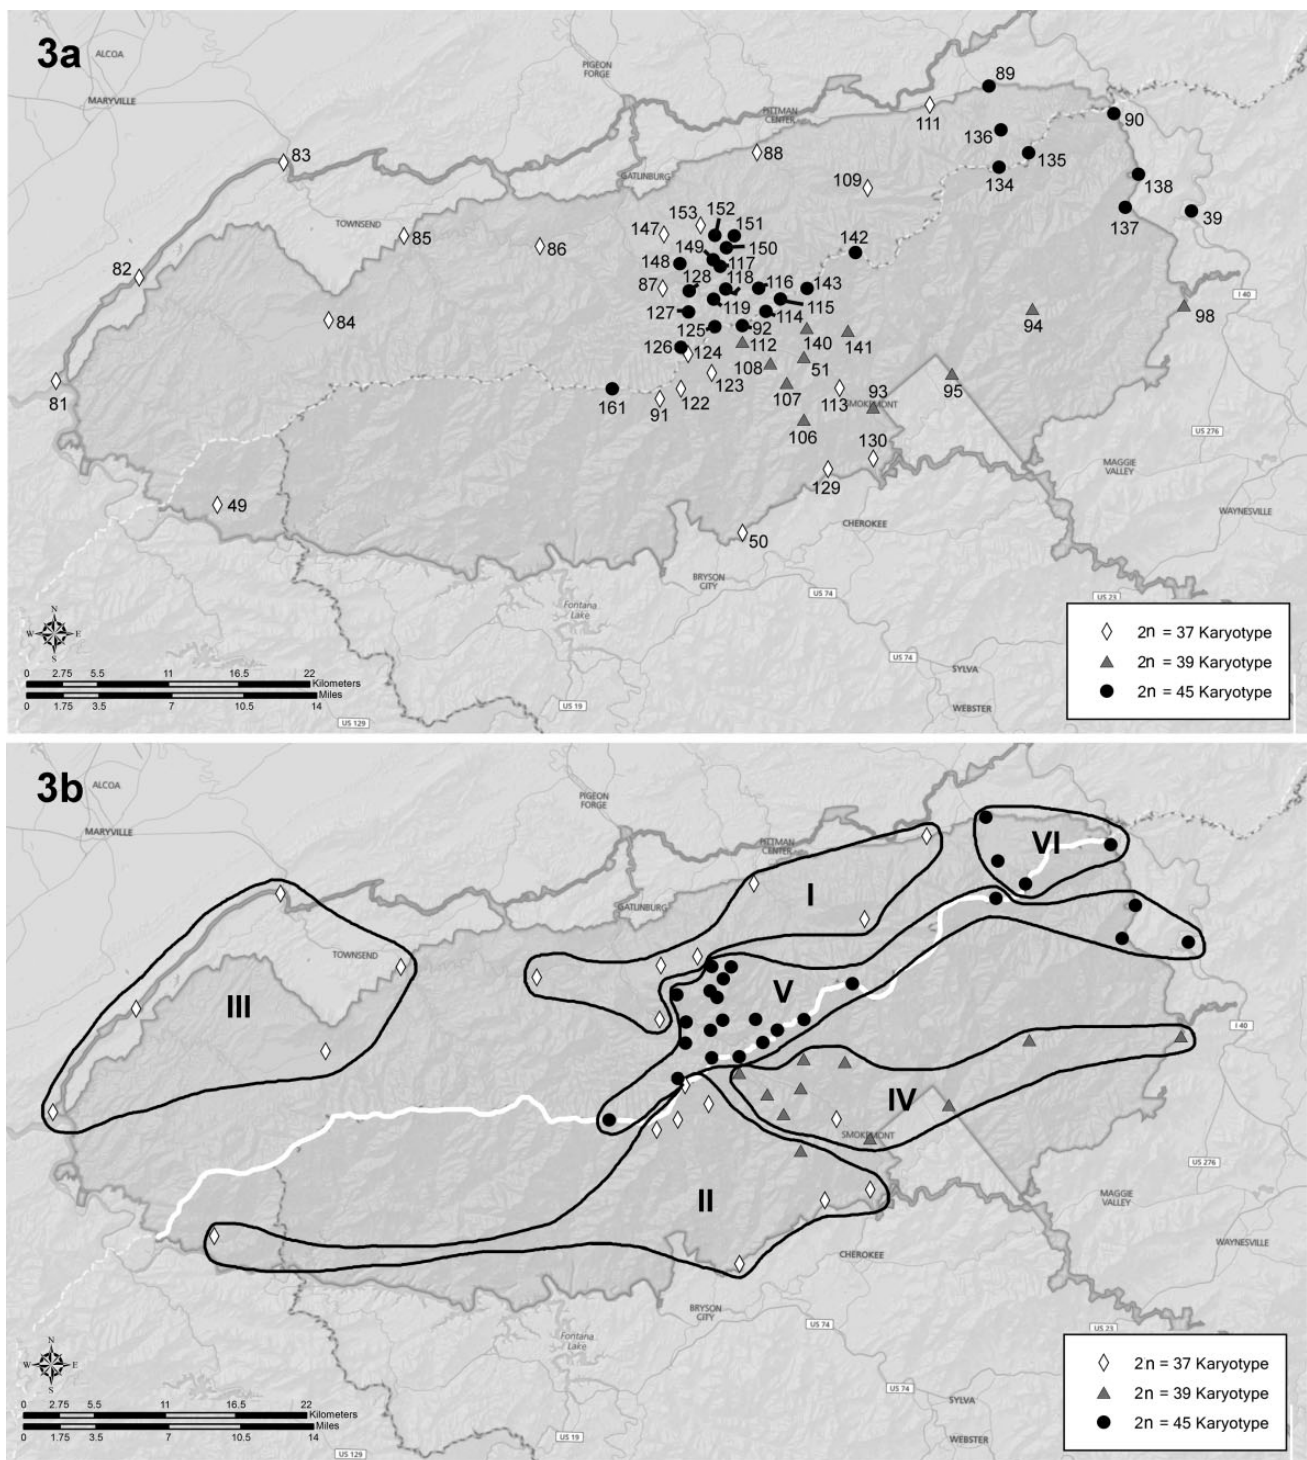 3a
ALCOA
MARYVILLE
PIGEON
FORGE
PITTMAN
CENTER
GATLINBURG
TOWNSEND
89
111
90
136
135
134
138
137
39
88
109
83
153
152
151
147
150
142
149
148
117
85
86
82
87
128
118
116
143
119
115
127
114
125
92
140
141
112
126
124
108
51
123
107
113
93
94
98
95
I 40
84
81
161
91
122
106
SMOKEMONT
130
129
49
50
US 276
MAGGIE
VALLEY
WAYNESVILLE
CHEROKEE
BRYSON
CITY
US 74
Fontana
Lake
US 23
US 74
SYLVA
WEBSTER
US 19
US 129
N
W E
S
0 2.75 5.5 11 16.5 22
Kilometers
Miles
0 1.75 3.5 7 10.5 14
2n = 37 Karyotype
2n = 39 Karyotype
2n = 45 Karyotype
3b
ALCOA
MARYVILLE
PIGEON
FORGE
PITTMAN
CENTER
GATLINBURG
TOWNSEND
VI
I
III
V
IV
II
I 40
SMOKEMONT
US 276
MAGGIE
VALLEY
WAYNESVILLE
CHEROKEE
BRYSON
CITY
US 74
Fontana
Lake
US 23
US 74
SYLVA
WEBSTER
US 19
US 129
N
W E
S
0 2.75 5.5 11 16.5 22
Kilometers
Miles
0 1.75 3.5 7 10.5 14
2n = 37 Karyotype
2n = 39 Karyotype
2n = 45 Karyotype